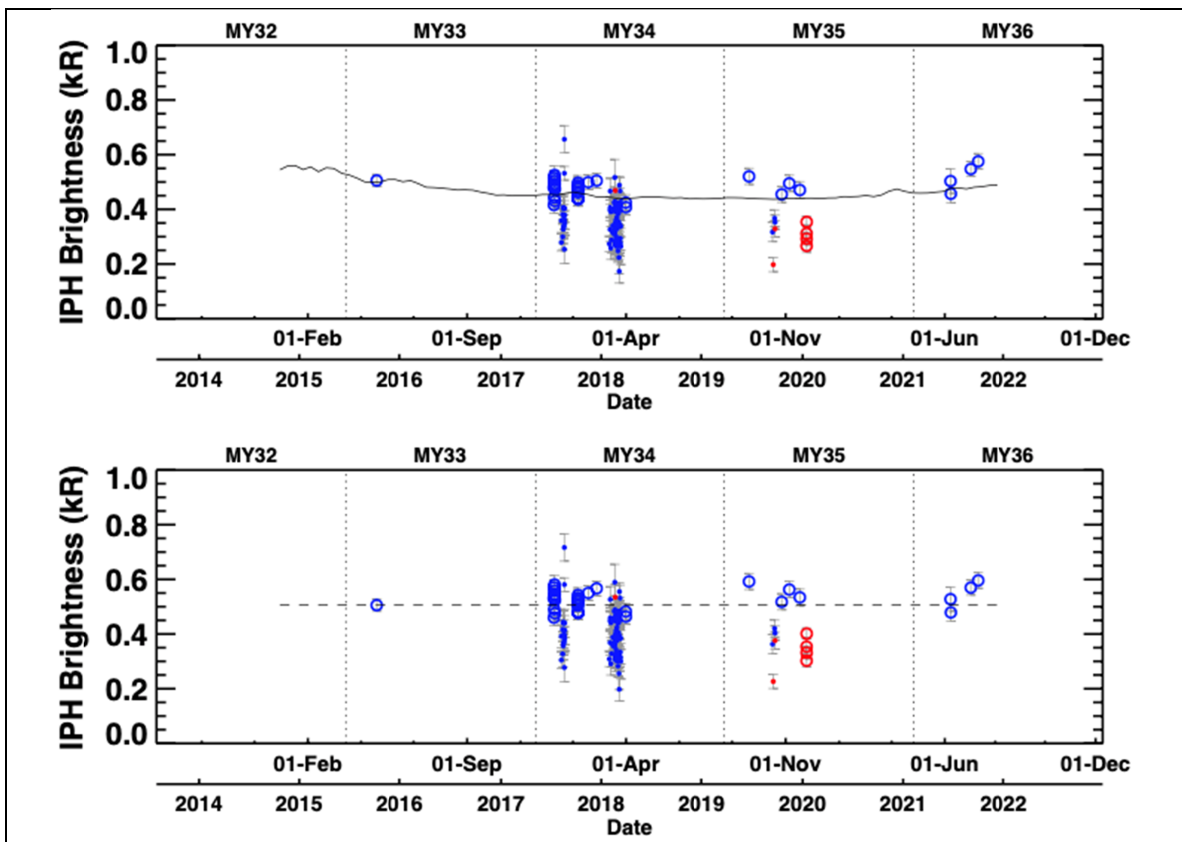 MY32 MY33 MY34 MY35 MY36
IPH Brightness (kR)
1.0
0.8
0.6
0.4
0.2
0.0
01-Feb 01-Sep 01-Apr 01-Nov 01-Jun 01-Dec
2014 2015 2016 2017 2018 2019 2020 2021 2022
Date
MY32 MY33 MY34 MY35 MY36
IPH Brightness (kR)
1.0
0.8
0.6
0.4
0.2
0.0
01-Feb 01-Sep 01-Apr 01-Nov 01-Jun 01-Dec
2014 2015 2016 2017 2018 2019 2020 2021 2022
Date